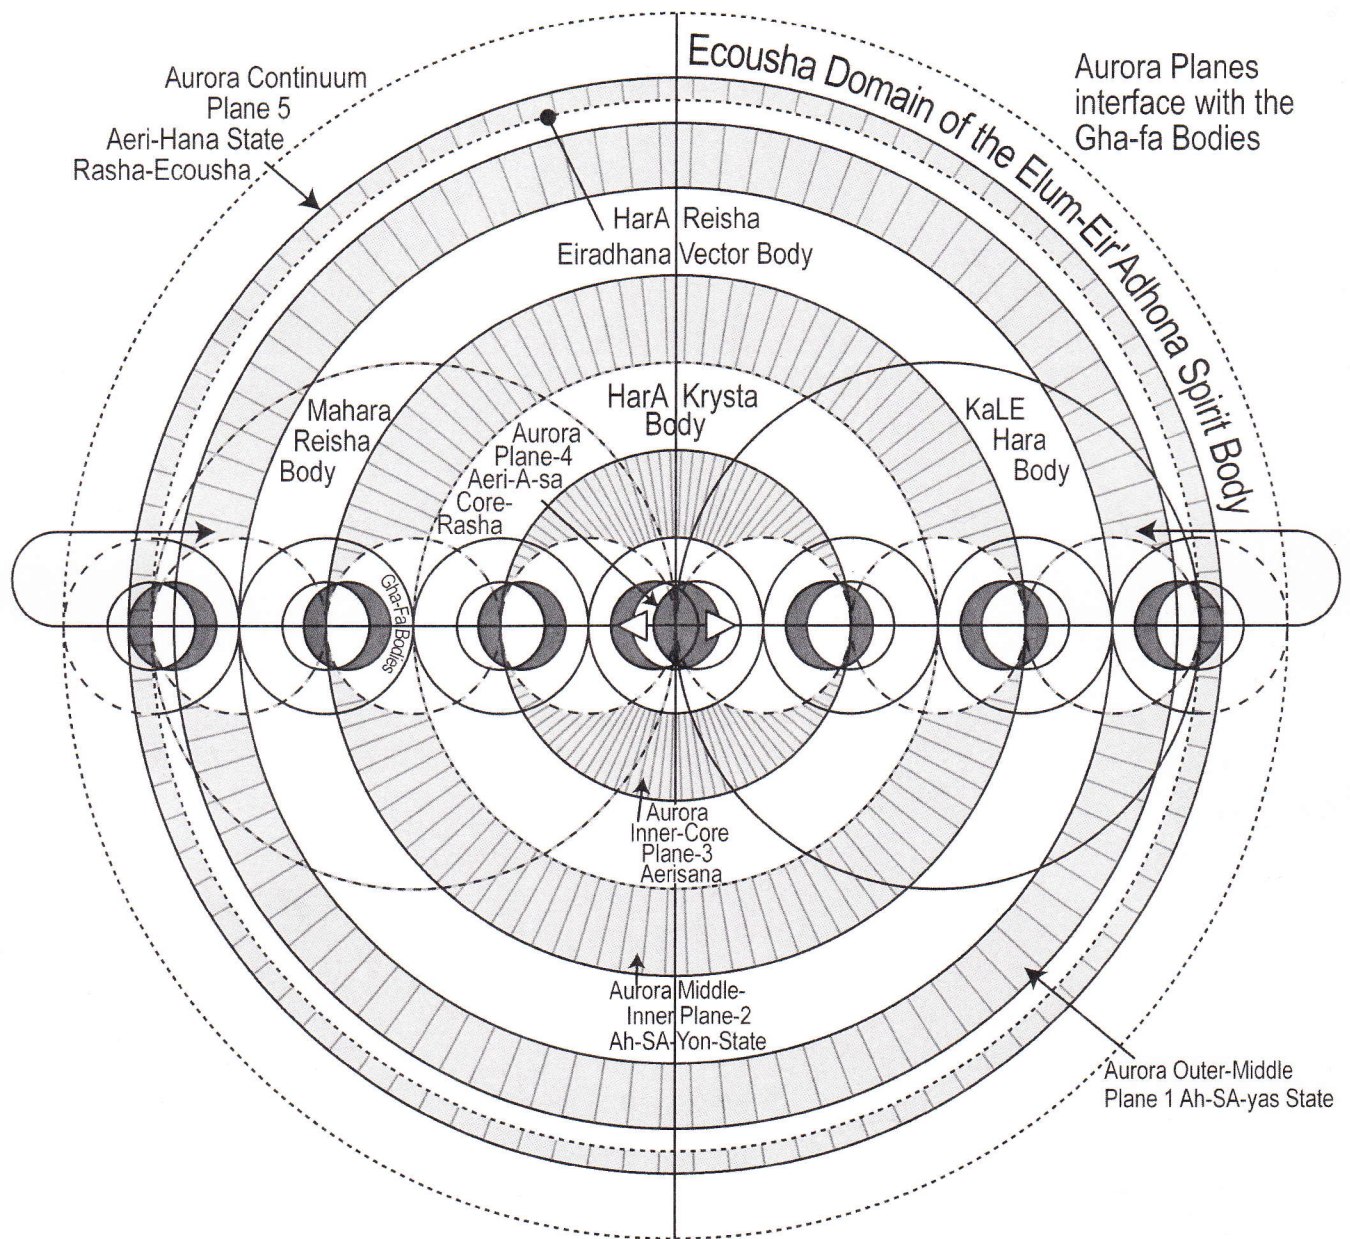 Aurora Continuum
Plane 5
Aeri-Hana State
Rasha-Ecousha
Ecousha Domain of the Elum-Eir'Adhona Spirit Body
Aurora Planes
interface with the
Gha-fa Bodies
HarA Reisha
Eiradhana Vector Body
Mahara
Reisha
Body
HarA Krysta
Body
KaLE
Hara
Body
Aurora
Plane-4
Aeri-A-sa
Core-
Rasha
Gha-Fa Bodies
Aurora
Inner-Core
Plane-3
Aerisana
Aurora Middle-
Inner Plane-2
Ah-SA-Yon-State
Aurora Outer-Middle
Plane 1 Ah-SA-yas State